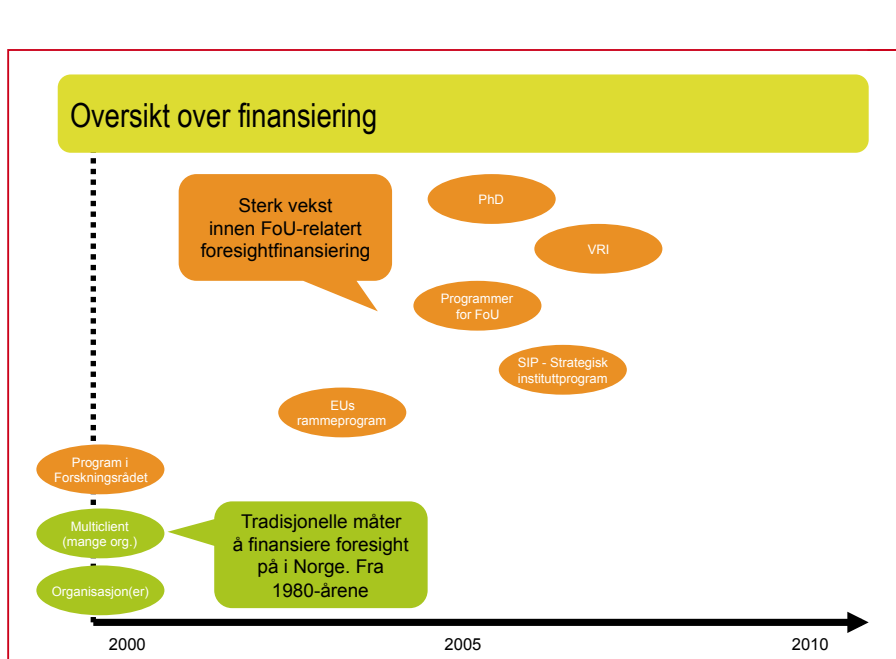 Oversikt over finansiering
Sterk vekst
innen FoU-relatert
foresightfinansiering
PhD
VRI
Programmer
for FoU
SIP - Strategisk
instituttprogram
EUs
rammeprogram
Program i
Forskningsrådet
Multiclient
(mange org.)
Tradisjonelle måter
å finansiere foresight
på i Norge. Fra
1980-årene
Organisasjon(er)
2000
2005
2010